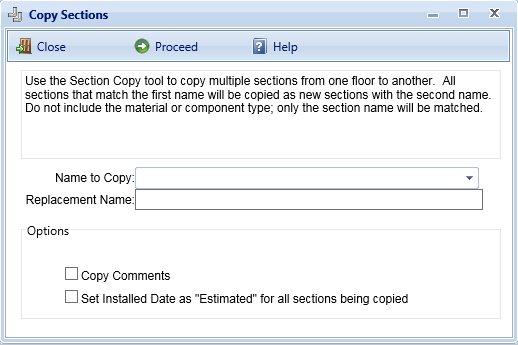 Copy Sections
Close Proceed Help
Use the Section Copy tool to copy multiple sections from one floor to another.  All
sections that match the first name will be copied as new sections with the second name.
Do not include the material or component type; only the section name will be matched.
Name to Copy:
Replacement Name:
Options
Copy Comments
Set Installed Date as "Estimated" for all sections being copied